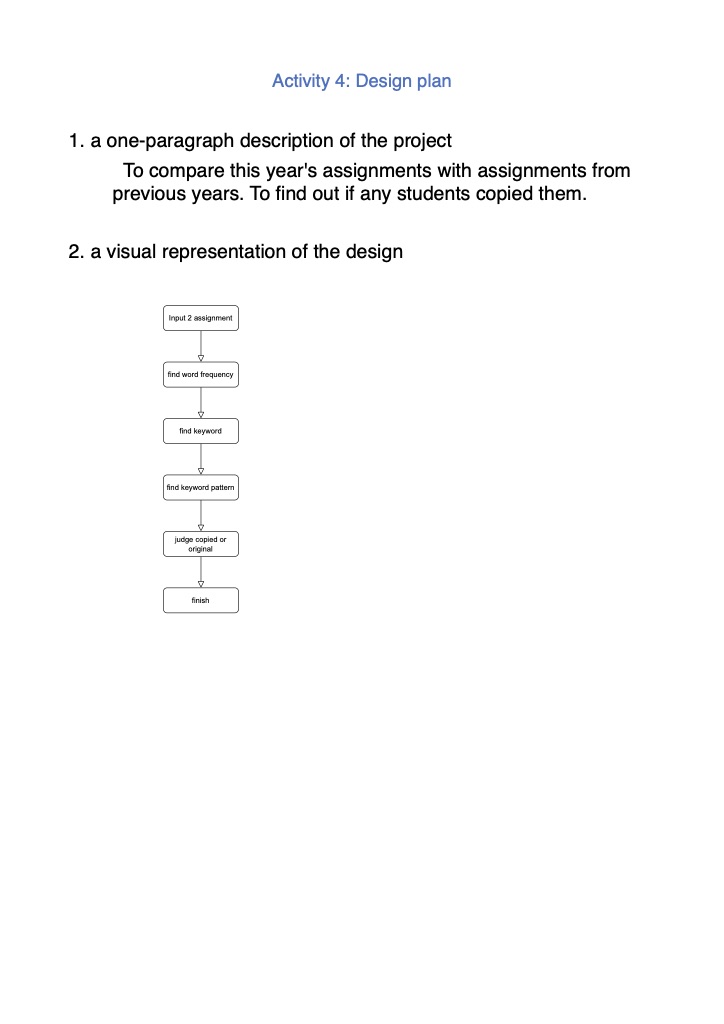 Activity 4: Design plan
1. a one-paragraph description of the project
To compare this year's assignments with assignments from
previous years. To find out if any students copied them.
2. a visual representation of the design
Input 2 assignment
find word frequency
find keyword
find keyword pattern
judge copied or
original
finish